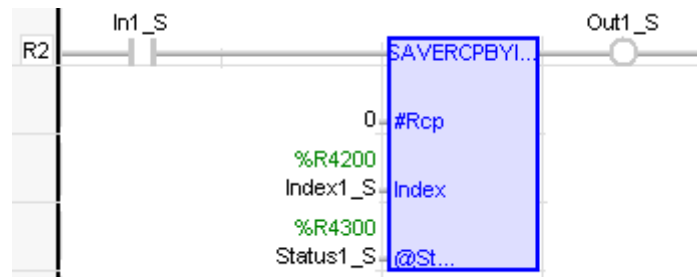 In1_S Out1_S
R2 SAVERCPBYI...
0 #Rcp
%R4200
Index1_S Index
%R4300
Status1_S @St...